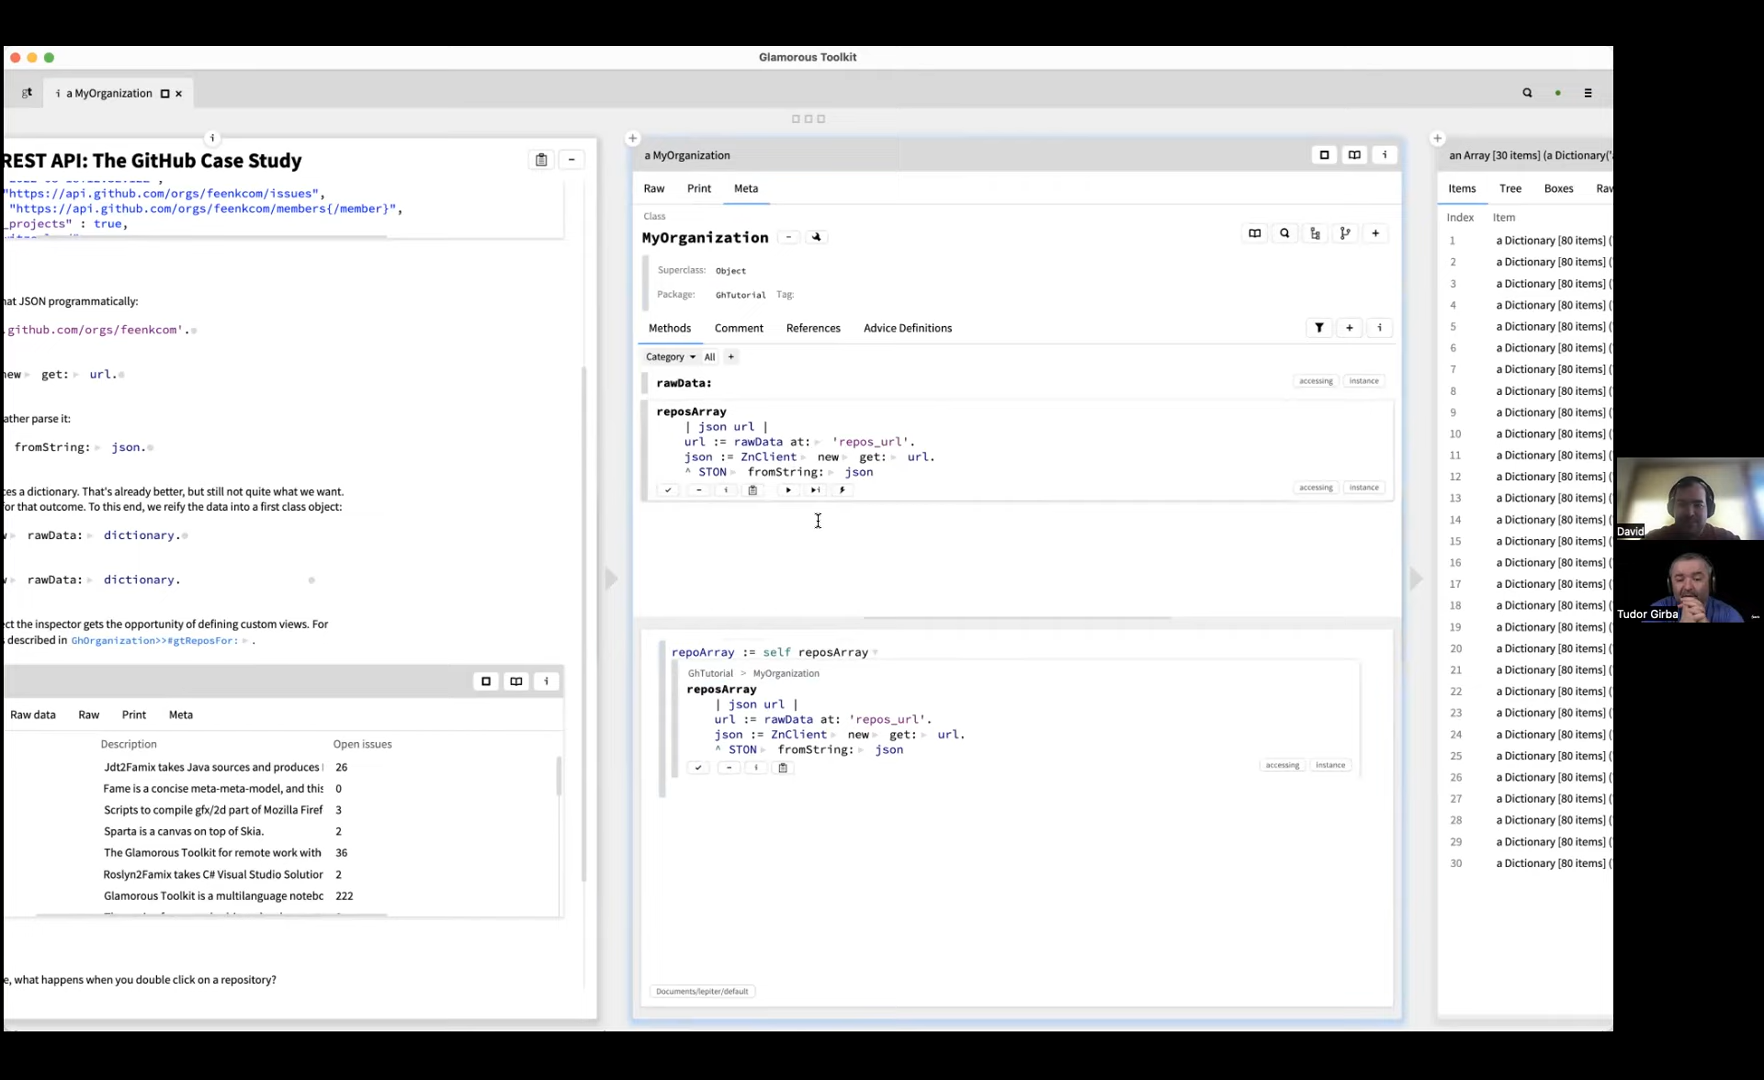 Glamorous Toolkit
gt
i a MyOrganization
REST API: The GitHub Case Study
"https://api.github.com/orgs/feenkcom/issues",
"https://api.github.com/orgs/feenkcom/members{/member}",
_projects" : true,
hat JSON programmatically:
.github.com/orgs/feenkcom'.
new get: url.
ather parse it:
fromString: json.
ces a dictionary. That's already better, but still not quite what we want.
for that outcome. To this end, we reify the data into a first class object:
w rawData: dictionary.
w rawData: dictionary.
ct the inspector gets the opportunity of defining custom views. For
s described in GhOrganization>>#gtReposFor: .
Raw data Raw Print Meta
Description Open issues
Jdt2Famix takes Java sources and produces 26
Fame is a concise meta-meta-model, and this 0
Scripts to compile gfx/2d part of Mozilla Firef 3
Sparta is a canvas on top of Skia. 2
The Glamorous Toolkit for remote work with 36
Roslyn2Famix takes C# Visual Studio Solution 2
Glamorous Toolkit is a multilanguage notebo 222
e, what happens when you double click on a repository?
a MyOrganization
Raw Print Meta
Class
MyOrganization
Superclass: Object
Package: GhTutorial Tag:
Methods Comment References Advice Definitions
Category All +
rawData:
accessing instance
reposArray
| json url |
url := rawData at: 'repos_url'.
json := ZnClient new get: url.
^ STON fromString: json
accessing instance
repoArray := self reposArray
GhTutorial > MyOrganization
reposArray
| json url |
url := rawData at: 'repos_url'.
json := ZnClient new get: url.
^ STON fromString: json
accessing instance
Documents/lepiter/default
an Array [30 items] (a Dictionary('
Items Tree Boxes Raw
Index Item
1 a Dictionary [80 items] (
2 a Dictionary [80 items] (
3 a Dictionary [80 items] (
4 a Dictionary [80 items] (
5 a Dictionary [80 items] (
6 a Dictionary [80 items] (
7 a Dictionary [80 items] (
8 a Dictionary [80 items] (
9 a Dictionary [80 items] (
10 a Dictionary [80 items] (
11 a Dictionary [80 items] (
12 a Dictionary [80 items] (
13 a Dictionary [80 items] (
14 a Dictionary [80 items] (
15 a Dictionary [80 items] (
16 a Dictionary [80 items] (
17 a Dictionary [80 items] (
18 a Dictionary [80 items] (
19 a Dictionary [80 items] (
20 a Dictionary [80 items] (
21 a Dictionary [80 items] (
22 a Dictionary [80 items] (
23 a Dictionary [80 items] (
24 a Dictionary [80 items] (
25 a Dictionary [80 items] (
26 a Dictionary [80 items] (
27 a Dictionary [80 items] (
28 a Dictionary [80 items] (
29 a Dictionary [80 items] (
30 a Dictionary [80 items] (
David
Tudor Girba